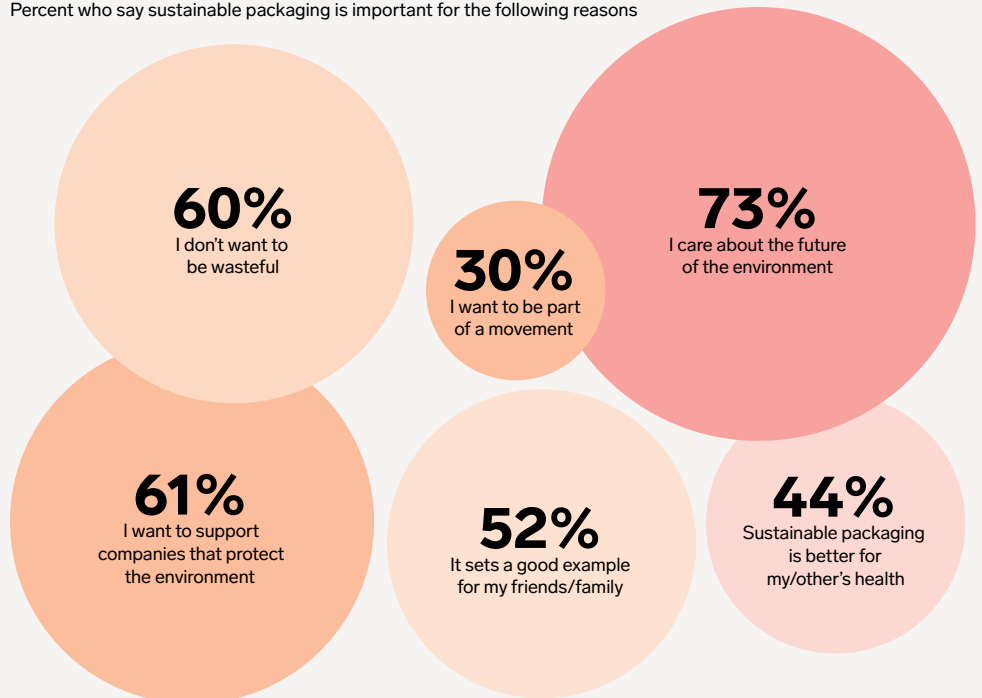 Percent who say sustainable packaging is important for the following reasons
60%
I don't want to
be wasteful
30%
I want to be part
of a movement
73%
I care about the future
of the environment
61%
I want to support
companies that protect
the environment
52%
It sets a good example
for my friends/family
44%
Sustainable packaging
is better for
my/other's health